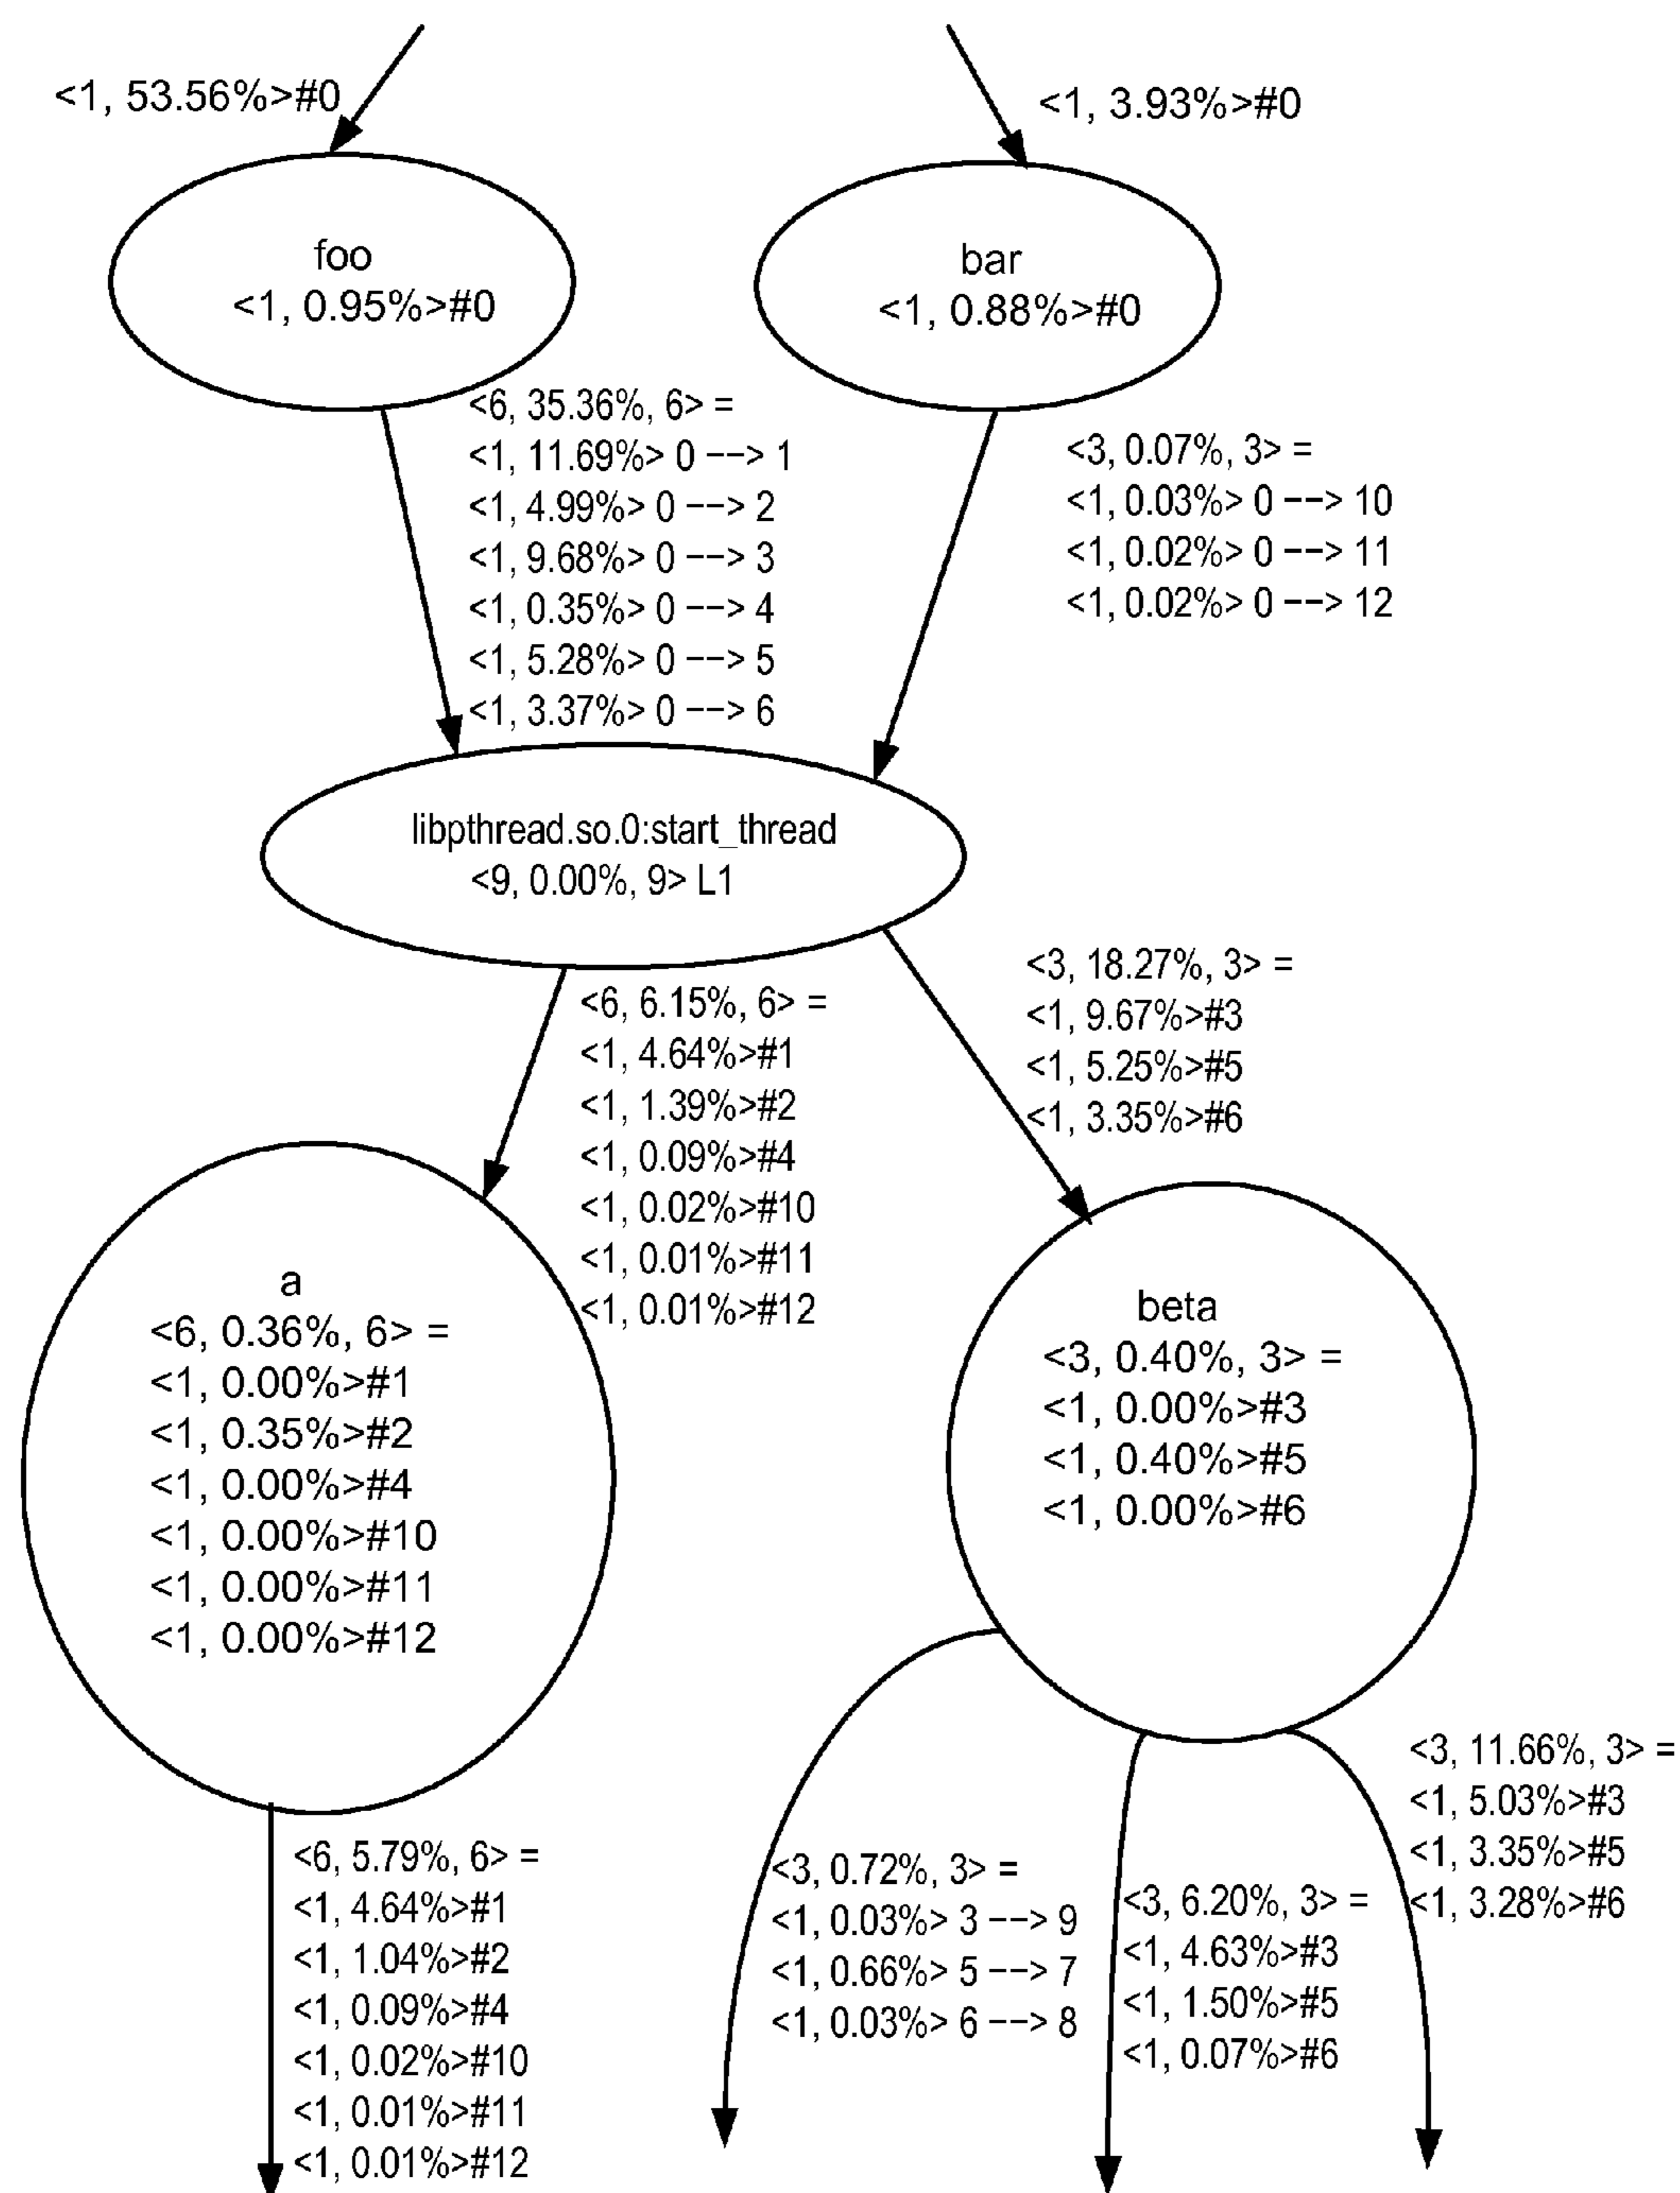 <1, 53.56%>#0
<1, 3.93%>#0
foo
<1, 0.95%>#0
bar
<1, 0.88%>#0
<6, 35.36%, 6> =
<1, 11.69%> 0 −−> 1
<1, 4.99%> 0 −−> 2
<1, 9.68%> 0 −−> 3
<1, 0.35%> 0 −−> 4
<1, 5.28%> 0 −−> 5
<1, 3.37%> 0 −−> 6
<3, 0.07%, 3> =
<1, 0.03%> 0 −−> 10
<1, 0.02%> 0 −−> 11
<1, 0.02%> 0 −−> 12
libpthread.so.0:start_thread
<9, 0.00%, 9> L1
<6, 6.15%, 6> =
<1, 4.64%>#1
<1, 1.39%>#2
<1, 0.09%>#4
<1, 0.02%>#10
<1, 0.01%>#11
<1, 0.01%>#12
<3, 18.27%, 3> =
<1, 9.67%>#3
<1, 5.25%>#5
<1, 3.35%>#6
a
<6, 0.36%, 6> =
<1, 0.00%>#1
<1, 0.35%>#2
<1, 0.00%>#4
<1, 0.00%>#10
<1, 0.00%>#11
<1, 0.00%>#12
beta
<3, 0.40%, 3> =
<1, 0.00%>#3
<1, 0.40%>#5
<1, 0.00%>#6
<6, 5.79%, 6> =
<1, 4.64%>#1
<1, 1.04%>#2
<1, 0.09%>#4
<1, 0.02%>#10
<1, 0.01%>#11
<1, 0.01%>#12
<3, 0.72%, 3> =
<1, 0.03%> 3 −−> 9
<1, 0.66%> 5 −−> 7
<1, 0.03%> 6 −−> 8
<3, 6.20%, 3> =
<1, 4.63%>#3
<1, 1.50%>#5
<1, 0.07%>#6
<3, 11.66%, 3> =
<1, 5.03%>#3
<1, 3.35%>#5
<1, 3.28%>#6